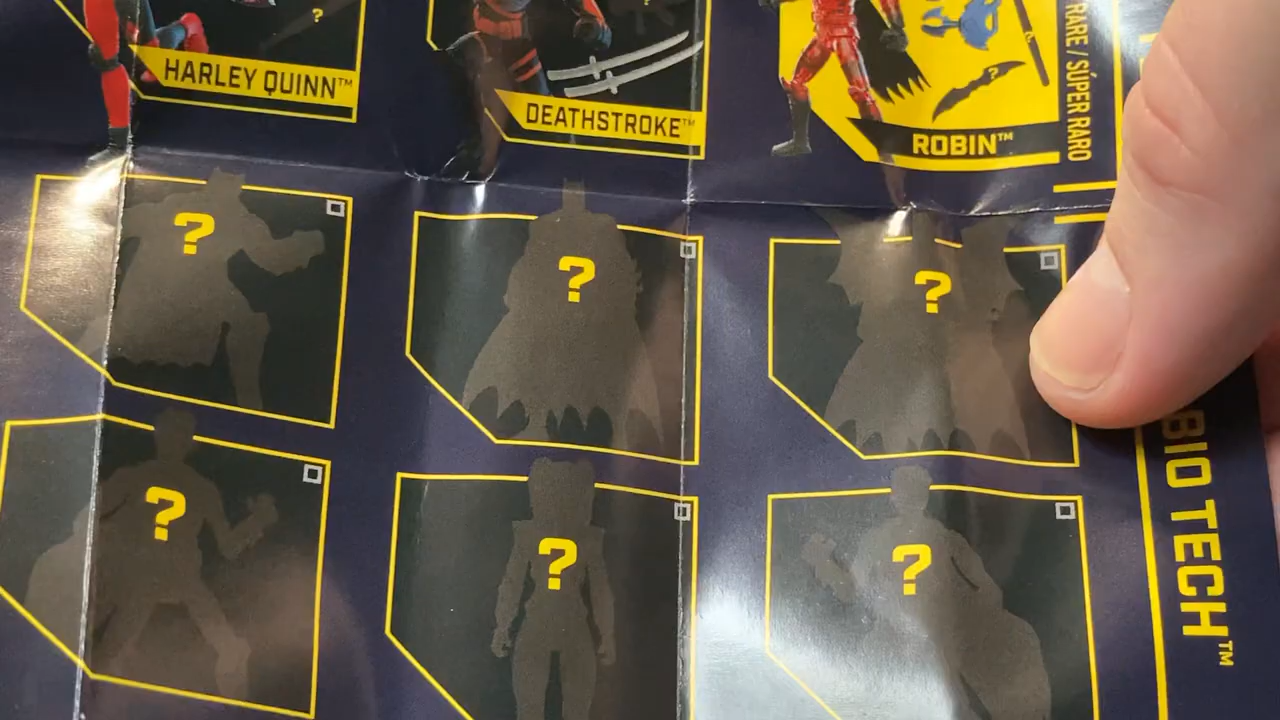 ?
?
?
HARLEY QUINN™
DEATHSTROKE™
ROBIN™
RARE / SÚPER RARO
?
?
?
?
?
?
BIO TECH™